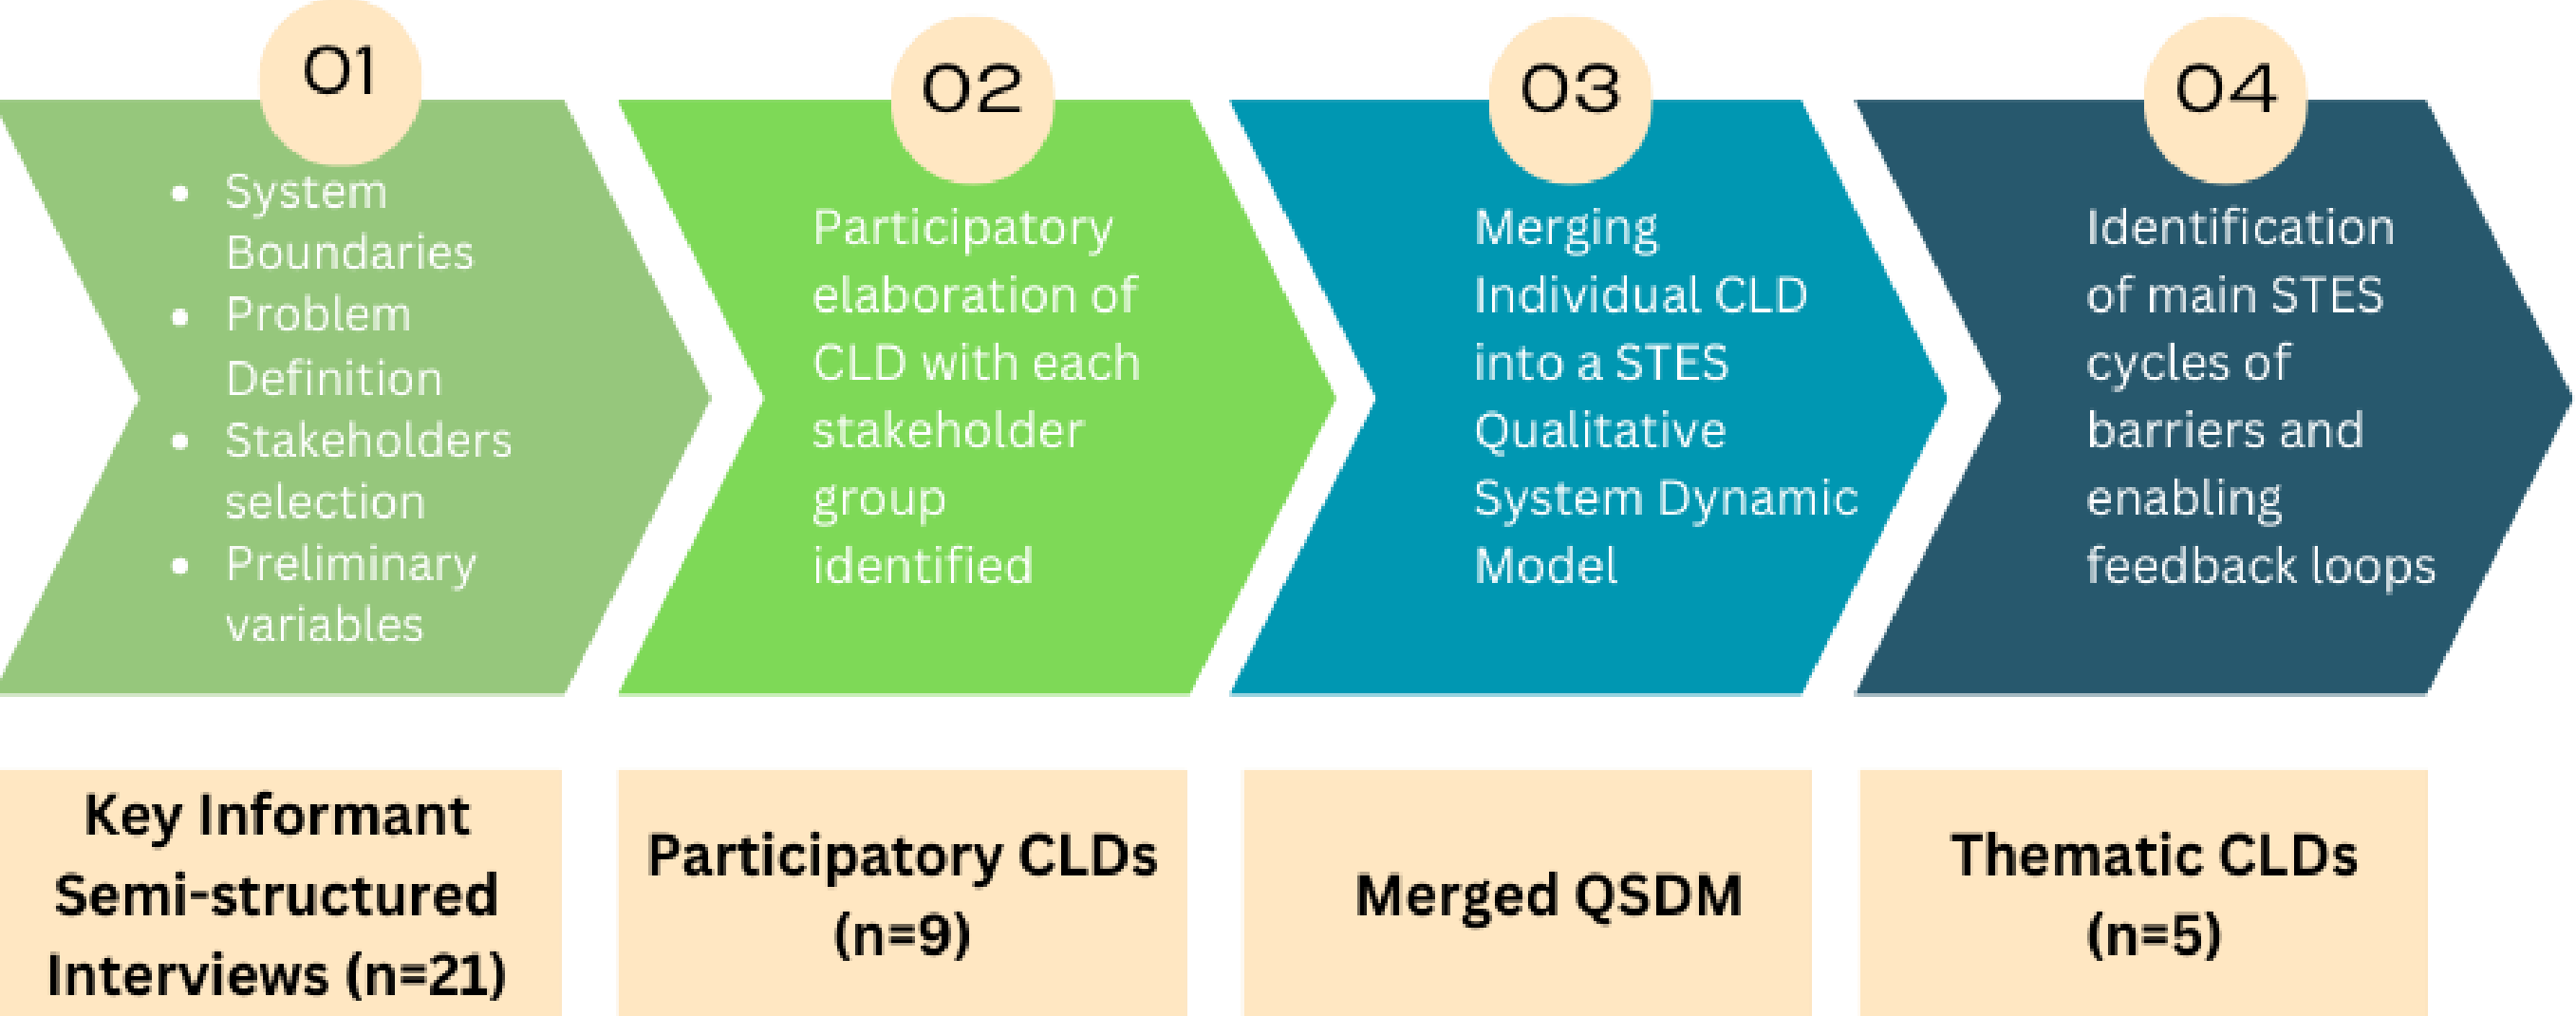 01
System
Boundaries
Problem
Definition
Stakeholders
selection
Preliminary
variables
02
Participatory
elaboration of
CLD with each
stakeholder
group
identified
03
Merging
Individual CLD
into a STES
Qualitative
System Dynamic
Model
04
Identification
of main STES
cycles of
barriers and
enabling
feedback loops
Key Informant
Semi-structured
Interviews (n=21)
Participatory CLDs
(n=9)
Merged QSDM
Thematic CLDs
(n=5)